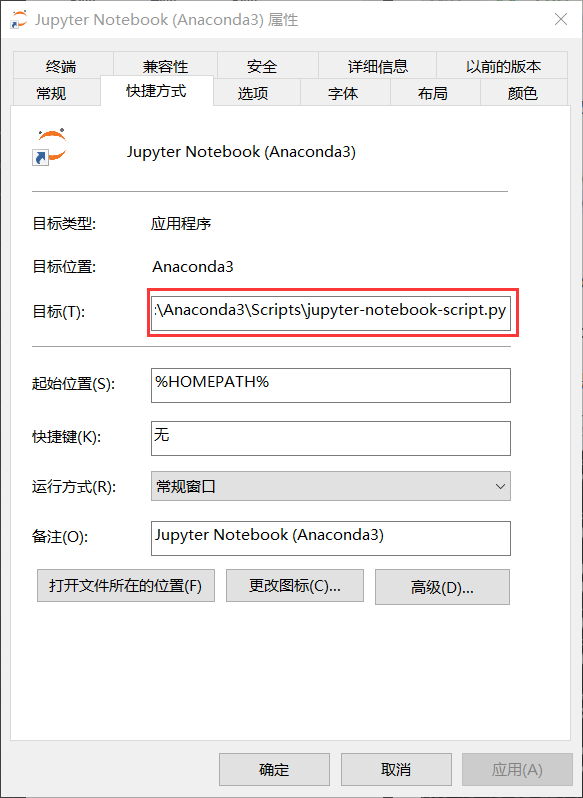 Jupyter Notebook (Anaconda3) 属性
终端 兼容性 安全 详细信息 以前的版本
常规 快捷方式 选项 字体 布局 颜色
Jupyter Notebook (Anaconda3)
目标类型: 应用程序
目标位置: Anaconda3
目标(T): :\Anaconda3\Scripts\jupyter-notebook-script.py
起始位置(S): %HOMEPATH%
快捷键(K): 无
运行方式(R): 常规窗口
备注(O): Jupyter Notebook (Anaconda3)
打开文件所在的位置(F) 更改图标(C)... 高级(D)...
确定 取消 应用(A)